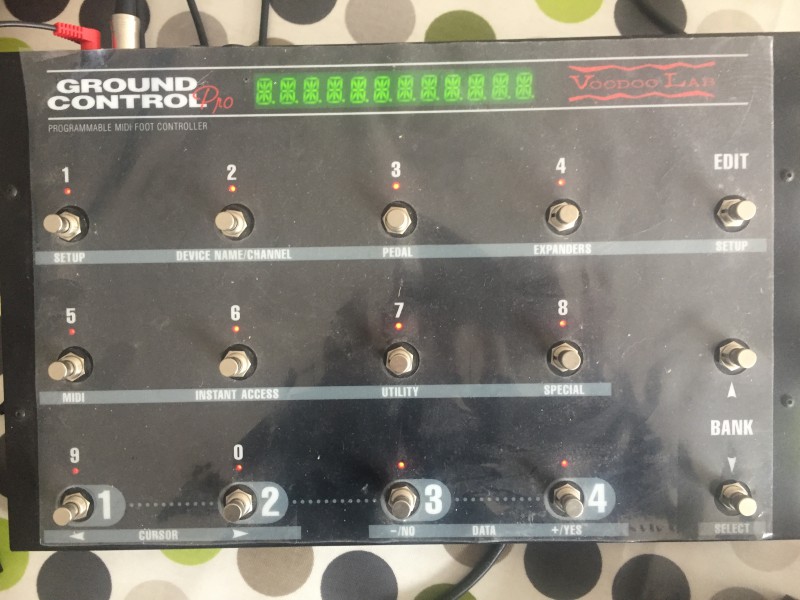 GROUND
CONTROL Pro
VOODOO LAB
PROGRAMMABLE MIDI FOOT CONTROLLER
1 2 3 4 EDIT
SETUP DEVICE NAME/CHANNEL PEDAL EXPANDERS SETUP
5 6 7 8
MIDI INSTANT ACCESS UTILITY SPECIAL
BANK
9 0
1 2 3 4
CURSOR -/NO DATA +/YES SELECT